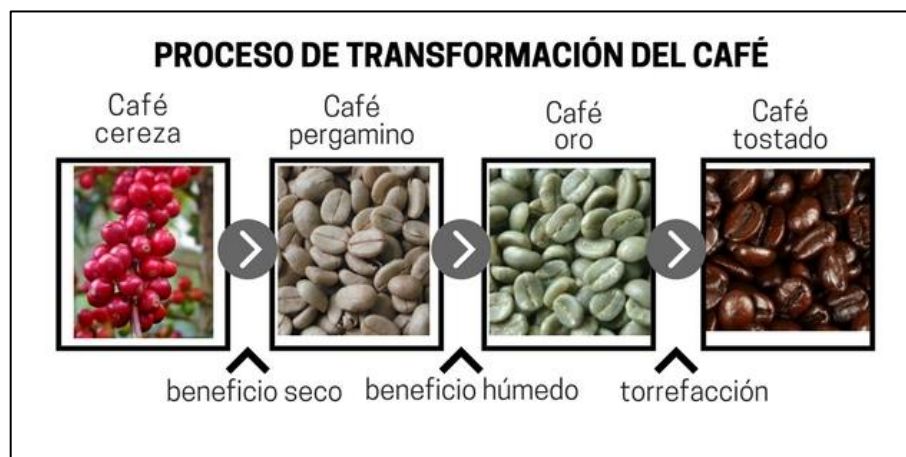 PROCESO DE TRANSFORMACIÓN DEL CAFÉ
Café
cereza
Café
pergamino
Café
oro
Café
tostado
beneficio seco
beneficio húmedo
torrefacción